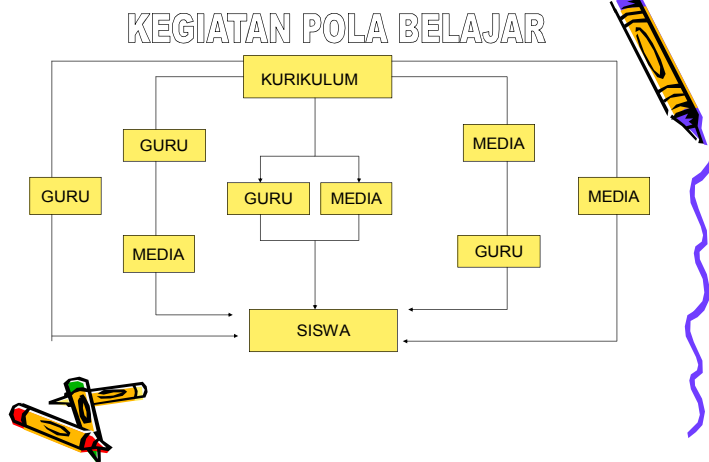 KEGIATAN POLA BELAJAR
KURIKULUM
GURU
MEDIA
GURU
GURU
MEDIA
MEDIA
MEDIA
GURU
SISWA